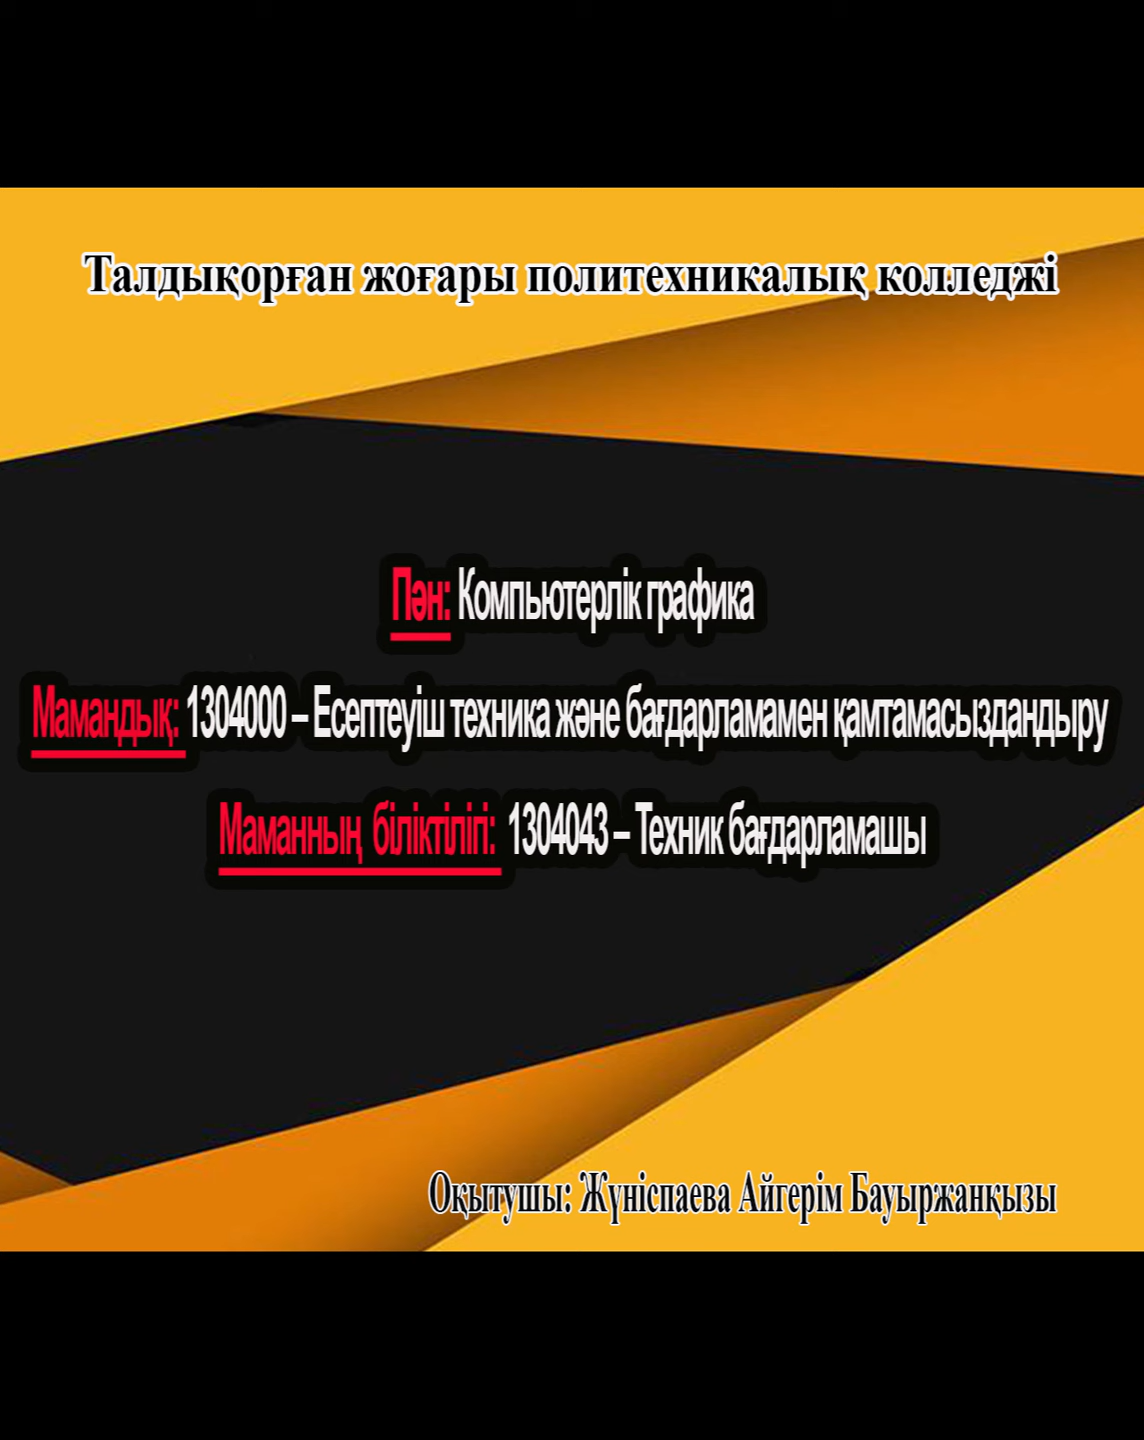 Талдықорған жоғары политехникалық колледжі
Пән: Компьютерлік графика
Мамандық: 1304000 – Есептеуіш техника және бағдарламамен қамтамасыздандыру
Маманның біліктілігі: 1304043 – Техник бағдарламашы
Оқытушы: Жүніспаева Айгерім Бауыржанқызы